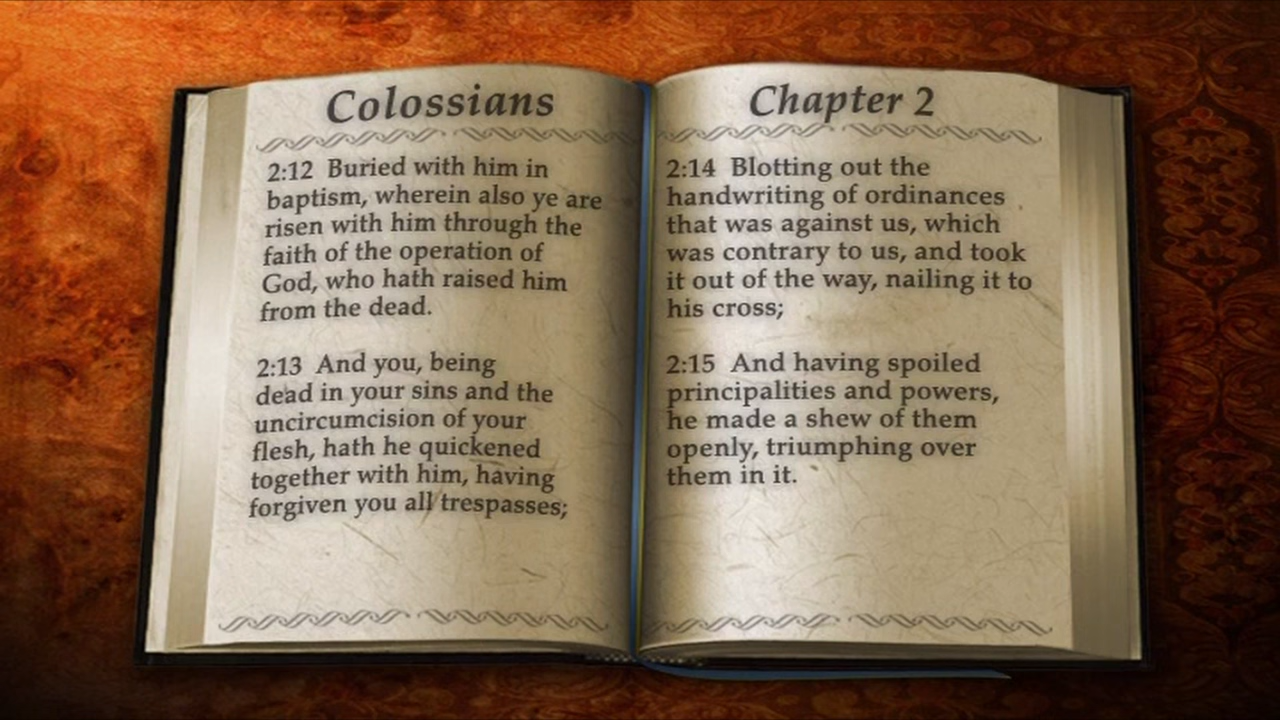 Colossians
2:12 Buried with him in
baptism, wherein also ye are
risen with him through the
faith of the operation of
God, who hath raised him
from the dead.
2:13 And you, being
dead in your sins and the
uncircumcision of your
flesh, hath he quickened
together with him, having
forgiven you all trespasses;
Chapter 2
2:14 Blotting out the
handwriting of ordinances
that was against us, which
was contrary to us, and took
it out of the way, nailing it to
his cross;
2:15 And having spoiled
principalities and powers,
he made a shew of them
openly, triumphing over
them in it.